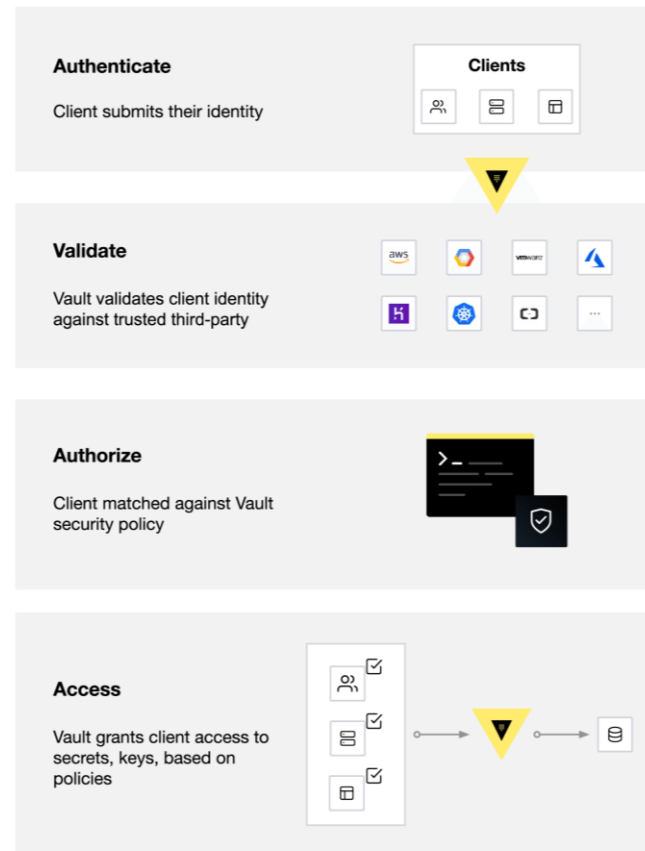 Authenticate
Client submits their identity
Clients
Validate
Vault validates client identity
against trusted third-party
aws
vmware
Authorize
Client matched against Vault
security policy
Access
Vault grants client access to
secrets, keys, based on
policies